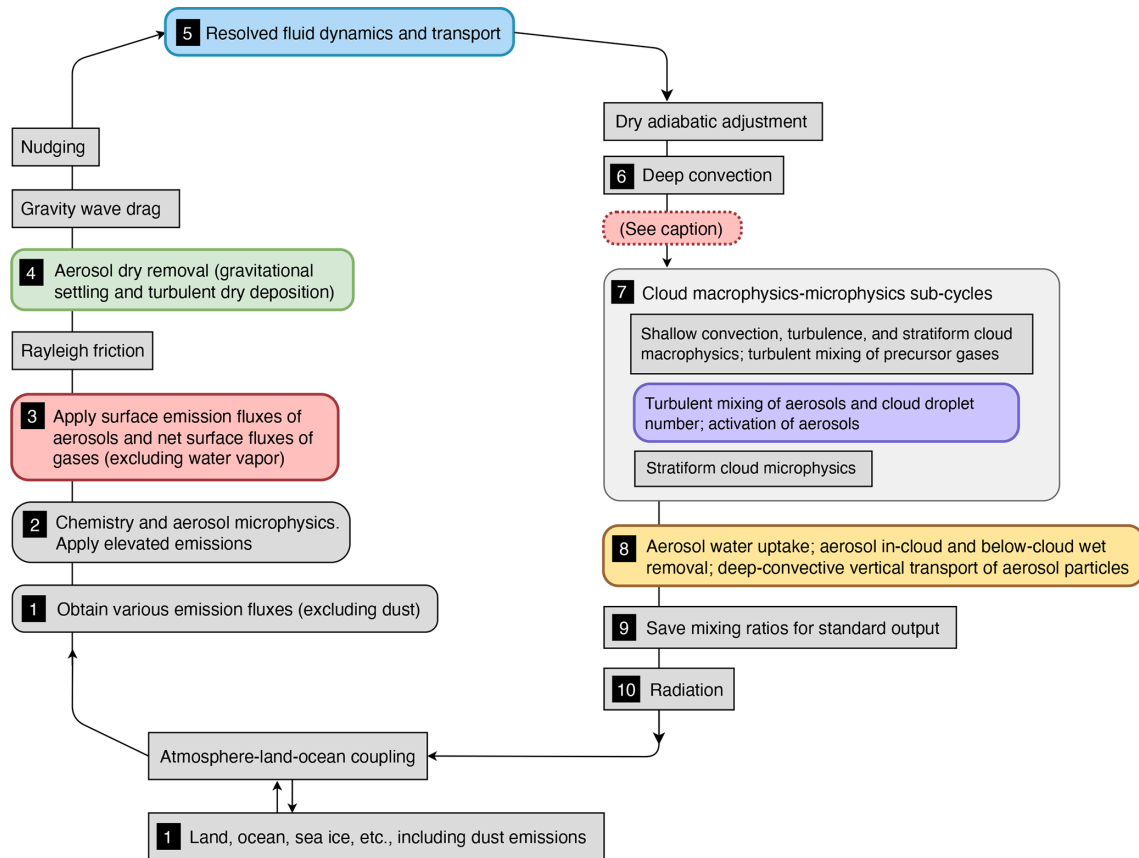 5 Resolved fluid dynamics and transport
Nudging
Gravity wave drag
4 Aerosol dry removal (gravitational
settling and turbulent dry deposition)
Rayleigh friction
3 Apply surface emission fluxes of
aerosols and net surface fluxes of
gases (excluding water vapor)
2 Chemistry and aerosol microphysics.
Apply elevated emissions
1 Obtain various emission fluxes (excluding dust)
Dry adiabatic adjustment
6 Deep convection
(See caption)
7 Cloud macrophysics-microphysics sub-cycles
Shallow convection, turbulence, and stratiform cloud
macrophysics; turbulent mixing of precursor gases
Turbulent mixing of aerosols and cloud droplet
number; activation of aerosols
Stratiform cloud microphysics
8 Aerosol water uptake; aerosol in-cloud and below-cloud wet
removal; deep-convective vertical transport of aerosol particles
9 Save mixing ratios for standard output
10 Radiation
Atmosphere-land-ocean coupling
1 Land, ocean, sea ice, etc., including dust emissions